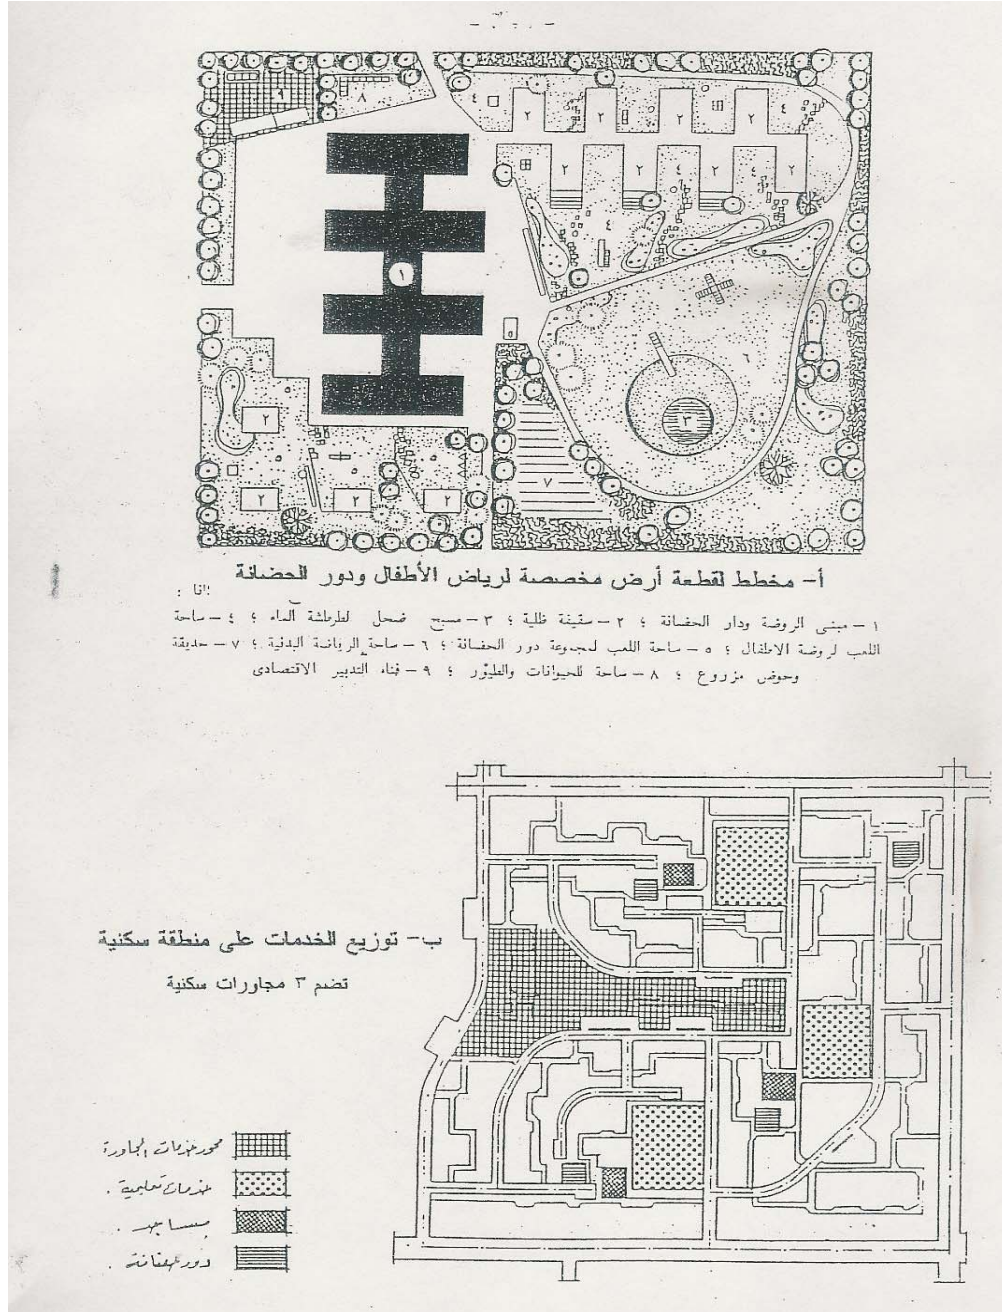 أ- مخطط لقطعة أرض مخصصة لرياض الأطفال ودور الحضانة
١ – مبنى الروضة ودار الحضانة ؛ ٢ – سقيفة ظلية ؛ ٣ – مسبح ضحل لطرطشة الماء ؛ ٤ – ساحة
اللعب لروضة الاطفال ؛ ٥ – ساحة اللعب لمجموعة دور الحضانة ؛ ٦ – ساحة الرياضة البدنية ؛ ٧ – حديقة
وحوض مزروع ؛ ٨ – ساحة للحيوانات والطيور ؛ ٩ – فناء التدبير الاقتصادى
ب- توزيع الخدمات على منطقة سكنية
تضم ٣ مجاورات سكنية
محور خدمات المجاورة
خدمات تعليمية .
مساجد .
دور حضانة .